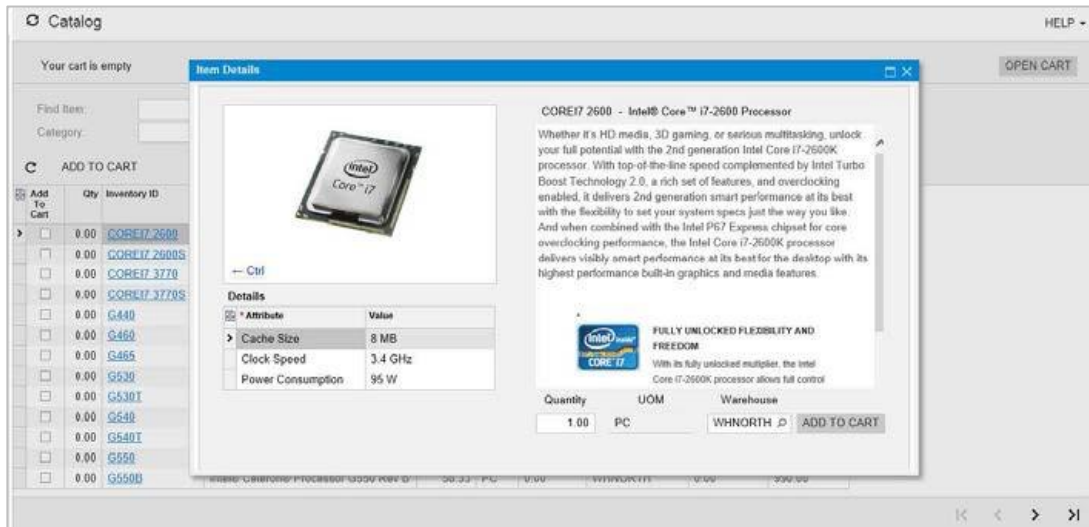 Catalog
HELP
Your cart is empty
OPEN CART
Item Details
Find Item:
Category:
ADD TO CART
Add To Cart
Qty
Inventory ID
0.00 COREI7 2600
0.00 COREI7 2600S
0.00 COREI7 3770
0.00 COREI7 3770S
0.00 G440
0.00 G460
0.00 G465
0.00 G530
0.00 G530T
0.00 G540
0.00 G540T
0.00 G550
0.00 G550B
intel
Core™ i7
← Ctrl
Details
* Attribute Value
Cache Size 8 MB
Clock Speed 3.4 GHz
Power Consumption 95 W
COREI7 2600 - Intel® Core™ i7-2600 Processor
Whether it's HD media, 3D gaming, or serious multitasking, unlock
your full potential with the 2nd generation Intel Core i7-2600K
processor. With top-of-the-line speed complemented by Intel Turbo
Boost Technology 2.0, a rich set of features, and overclocking
enabled, it delivers 2nd generation smart performance at its best
with the flexibility to set your system specs just the way you like.
And when combined with the Intel P67 Express chipset for core
overclocking performance, the Intel Core i7-2600K processor
delivers visibly smart performance at its best for the desktop with its
highest performance built-in graphics and media features.
intel inside
CORE i7
FULLY UNLOCKED FLEXIBILITY AND
FREEDOM
With its fully unlocked multiplier, the Intel
Core i7-2600K processor allows full control
Quantity UOM Warehouse
1.00 PC WHNORTH ADD TO CART